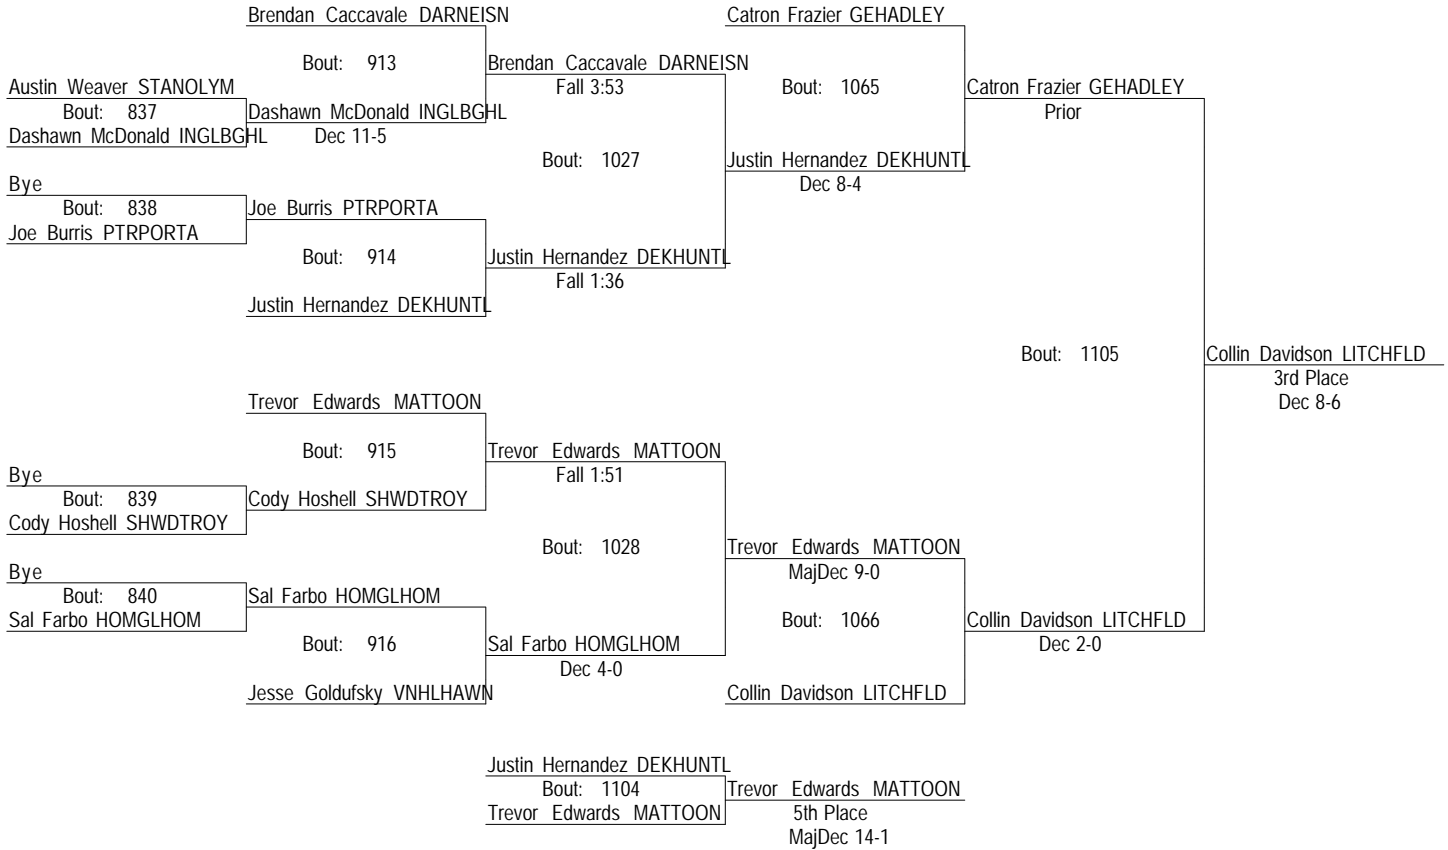 Brendan Caccavale DARNEISN
Catron Frazier GEHADLEY
Bout: 913
Brendan Caccavale DARNEISN
Austin Weaver STANOLYM
Fall 3:53
Bout: 1065
Catron Frazier GEHADLEY
Bout: 837
Dashawn McDonald INGLBGHL
Prior
Dashawn McDonald INGLBGHL
Dec 11-5
Bout: 1027
Justin Hernandez DEKHUNTL
Bye
Dec 8-4
Bout: 838
Joe Burris PTRPORTA
Joe Burris PTRPORTA
Bout: 914
Justin Hernandez DEKHUNTL
Fall 1:36
Justin Hernandez DEKHUNTL
Bout: 1105
Collin Davidson LITCHFLD
3rd Place
Dec 8-6
Trevor Edwards MATTOON
Bout: 915
Trevor Edwards MATTOON
Bye
Fall 1:51
Bout: 839
Cody Hoshell SHWDTROY
Cody Hoshell SHWDTROY
Bout: 1028
Trevor Edwards MATTOON
Bye
MajDec 9-0
Bout: 840
Sal Farbo HOMGLHOM
Sal Farbo HOMGLHOM
Bout: 1066
Collin Davidson LITCHFLD
Bout: 916
Sal Farbo HOMGLHOM
Dec 2-0
Dec 4-0
Jesse Goldufsky VNHLHAWN
Collin Davidson LITCHFLD
Justin Hernandez DEKHUNTL
Bout: 1104
Trevor Edwards MATTOON
Trevor Edwards MATTOON
5th Place
MajDec 14-1